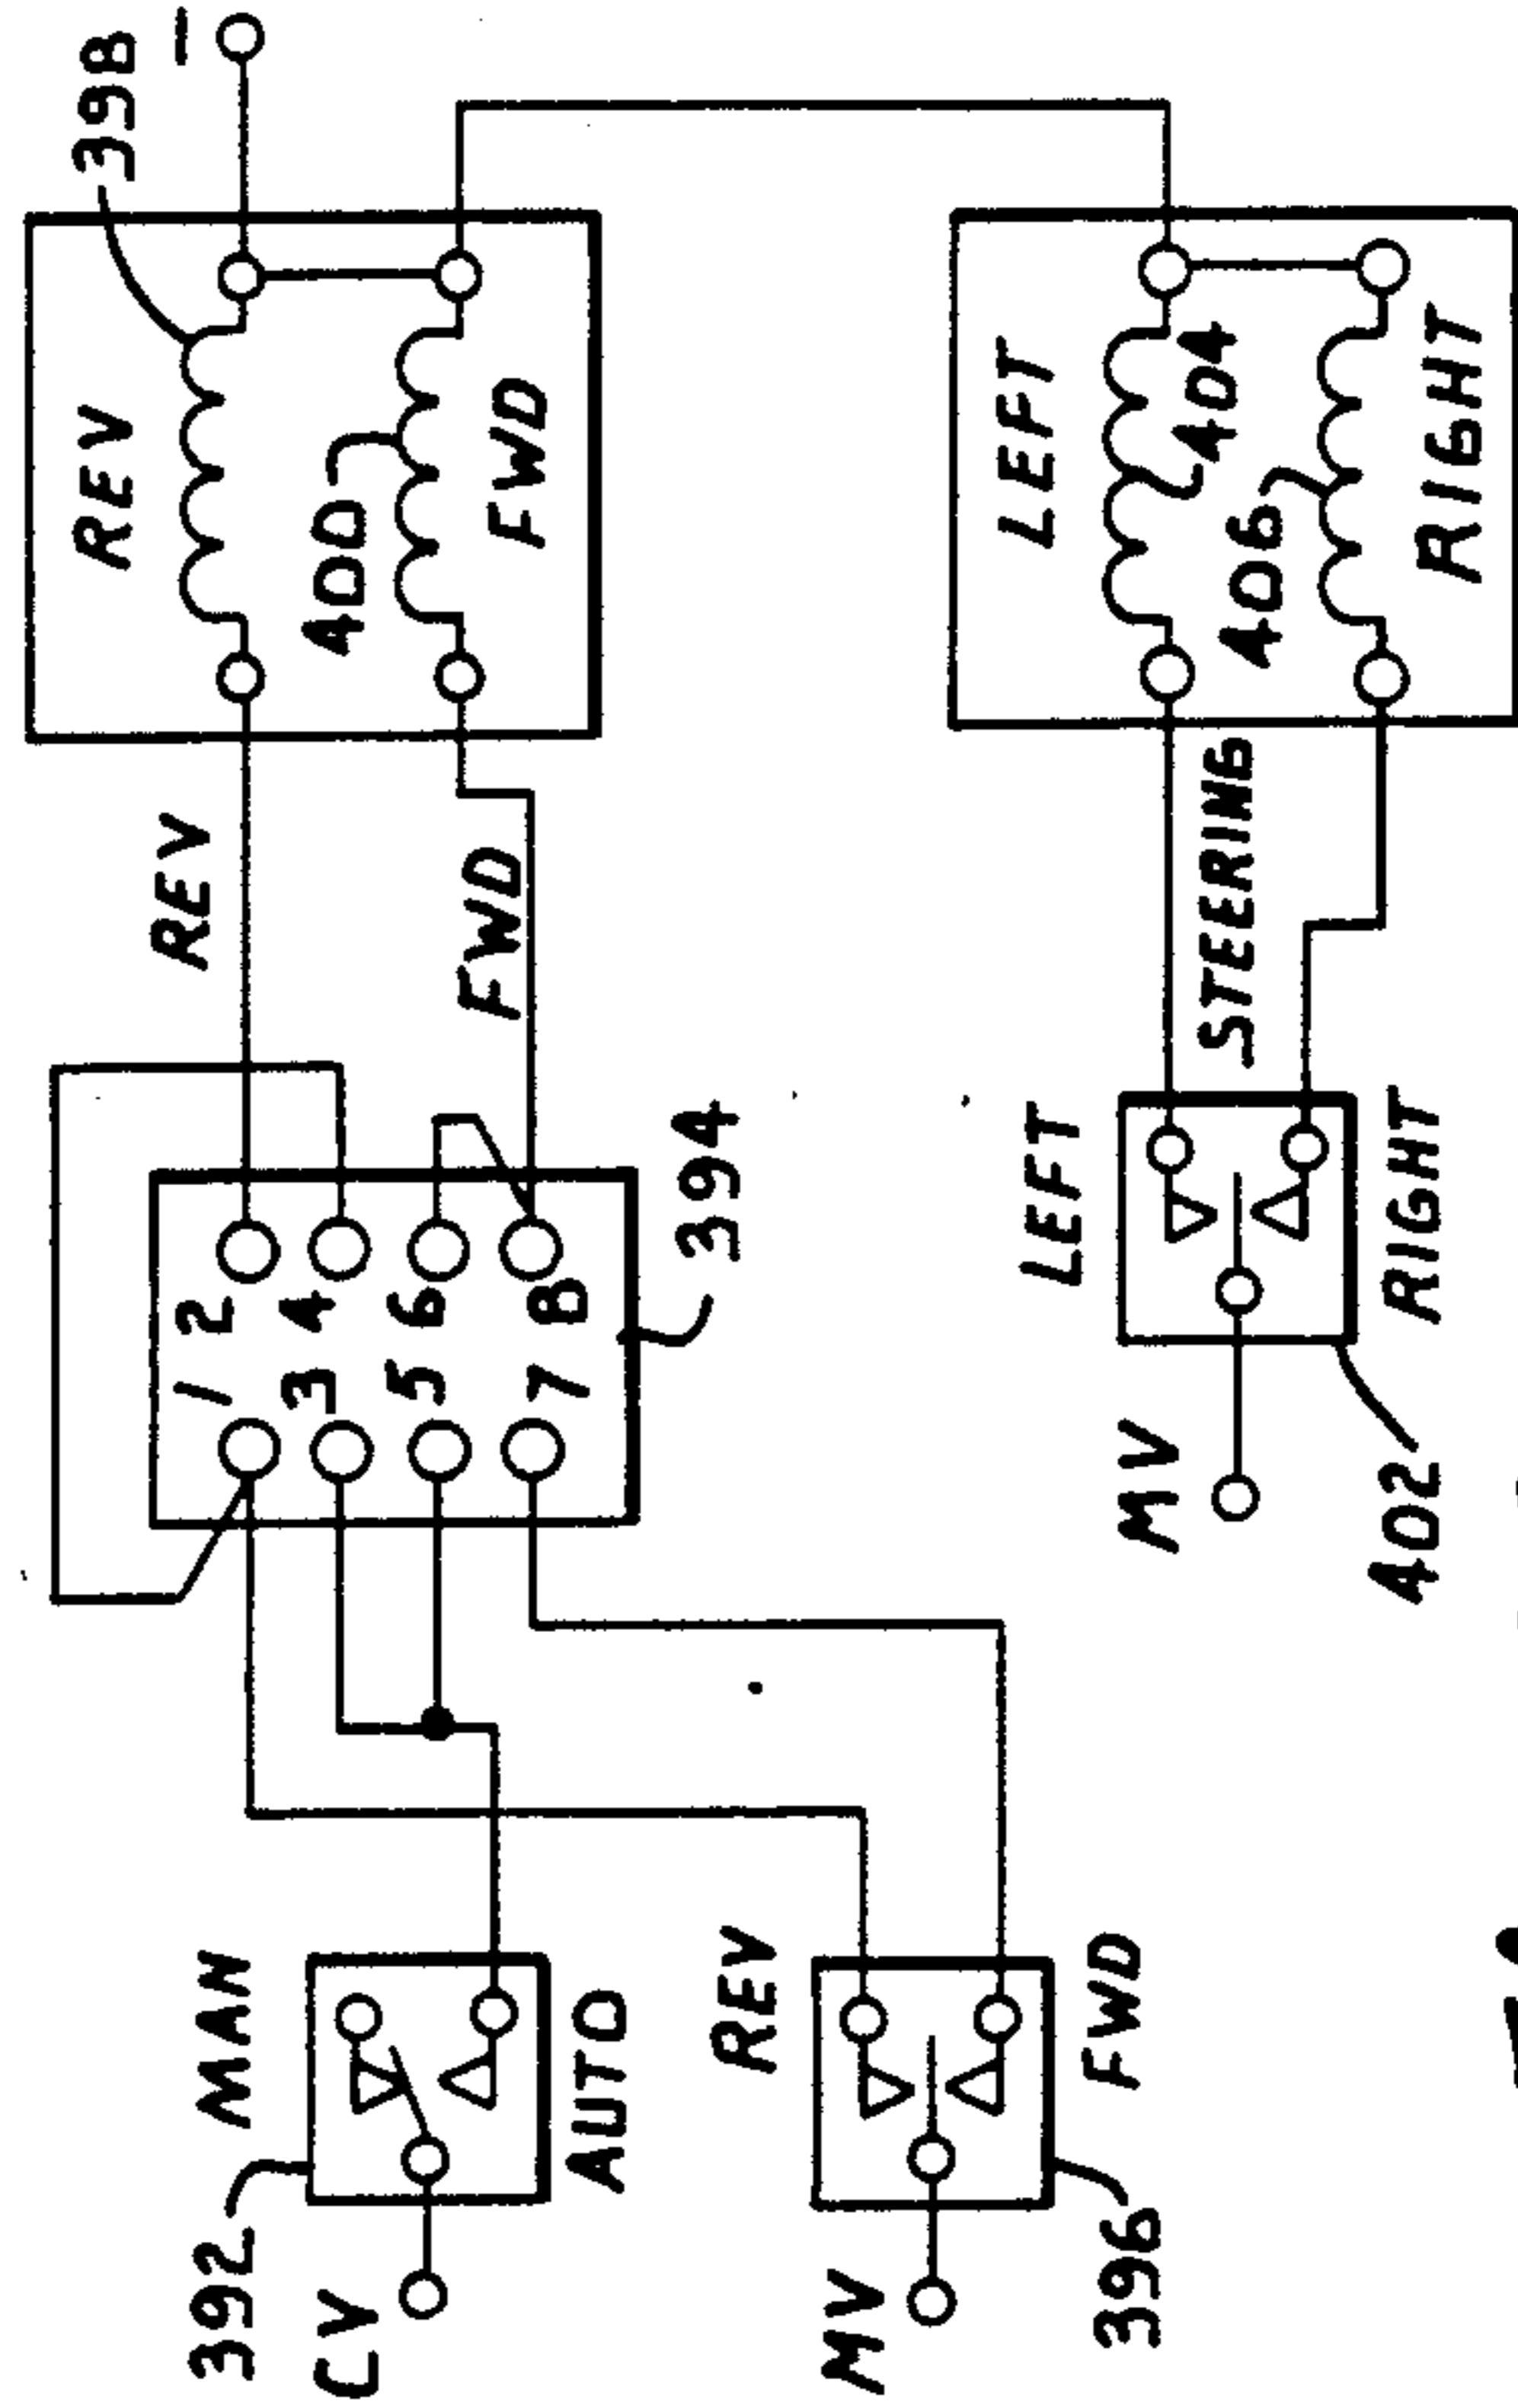 398
−
REV
400
FWD
REV
FWD
1 2
3 4
5 6
7 8
394
MAN
392
CV
AUTO
REV
MV
FWD
396
LEFT
404
406
RIGHT
STEERING
LEFT
MV
RIGHT
402